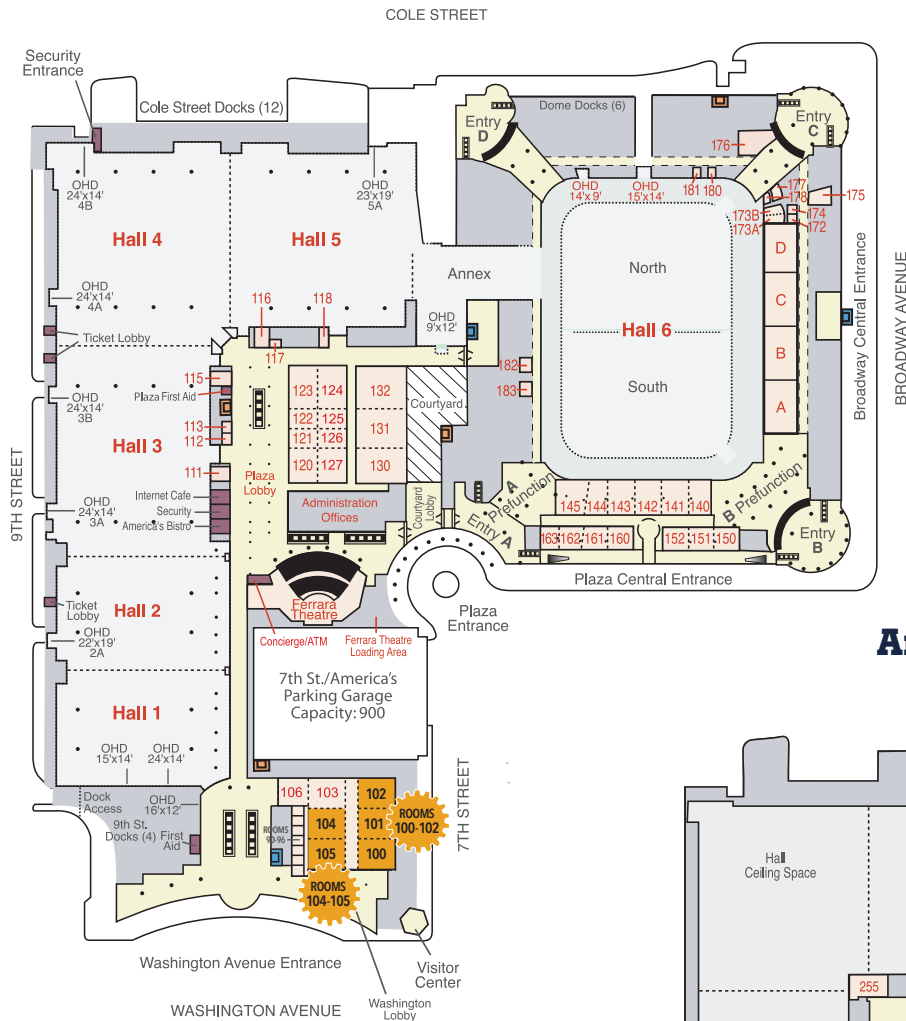 COLE STREET
Security
Entrance
Cole Street Docks (12)
Dome Docks (6)
Entry
D
Entry
C
176
OHD
24'x14'
4B
OHD
23'x19'
5A
OHD
14'x 9'
OHD
15'x14'
181
180
177
178
175
173B
173A
174
172
Hall 4
Hall 5
Annex
North
Hall 6
South
D
C
B
A
Broadway Central Entrance
BROADWAY AVENUE
OHD
24'x14'
4A
Ticket Lobby
116
118
117
OHD
9'x12'
182
183
115
Plaza First Aid
OHD
24'x14'
3B
113
112
Hall 3
111
123
124
122
125
121
126
120
127
132
131
130
Courtyard
9TH STREET
Plaza
Lobby
Internet Cafe
Security
America's Bistro
OHD
24'x14'
3A
Administration
Offices
Courtyard
Lobby
A
Prefunction
Entry A
145
144
143
142
141
140
B Prefunction
163
162
161
160
152
151
150
Entry
B
Plaza Central Entrance
Plaza
Entrance
Ticket
Lobby
Hall 2
OHD
22'x19'
2A
Ferrara
Theatre
Concierge/ATM
Ferrara Theatre
Loading Area
7th St./America's
Parking Garage
Capacity: 900
Hall 1
OHD
15'x14'
OHD
24'x14'
Dock
Access
OHD
16'x12'
9th St.
Docks (4)
First
Aid
106
103
102
104
101
105
100
ROOMS
90-96
ROOMS
100-102
ROOMS
104-105
7TH STREET
Washington Avenue Entrance
Visitor
Center
WASHINGTON AVENUE
Washington
Lobby
Hall
Ceiling Space
255